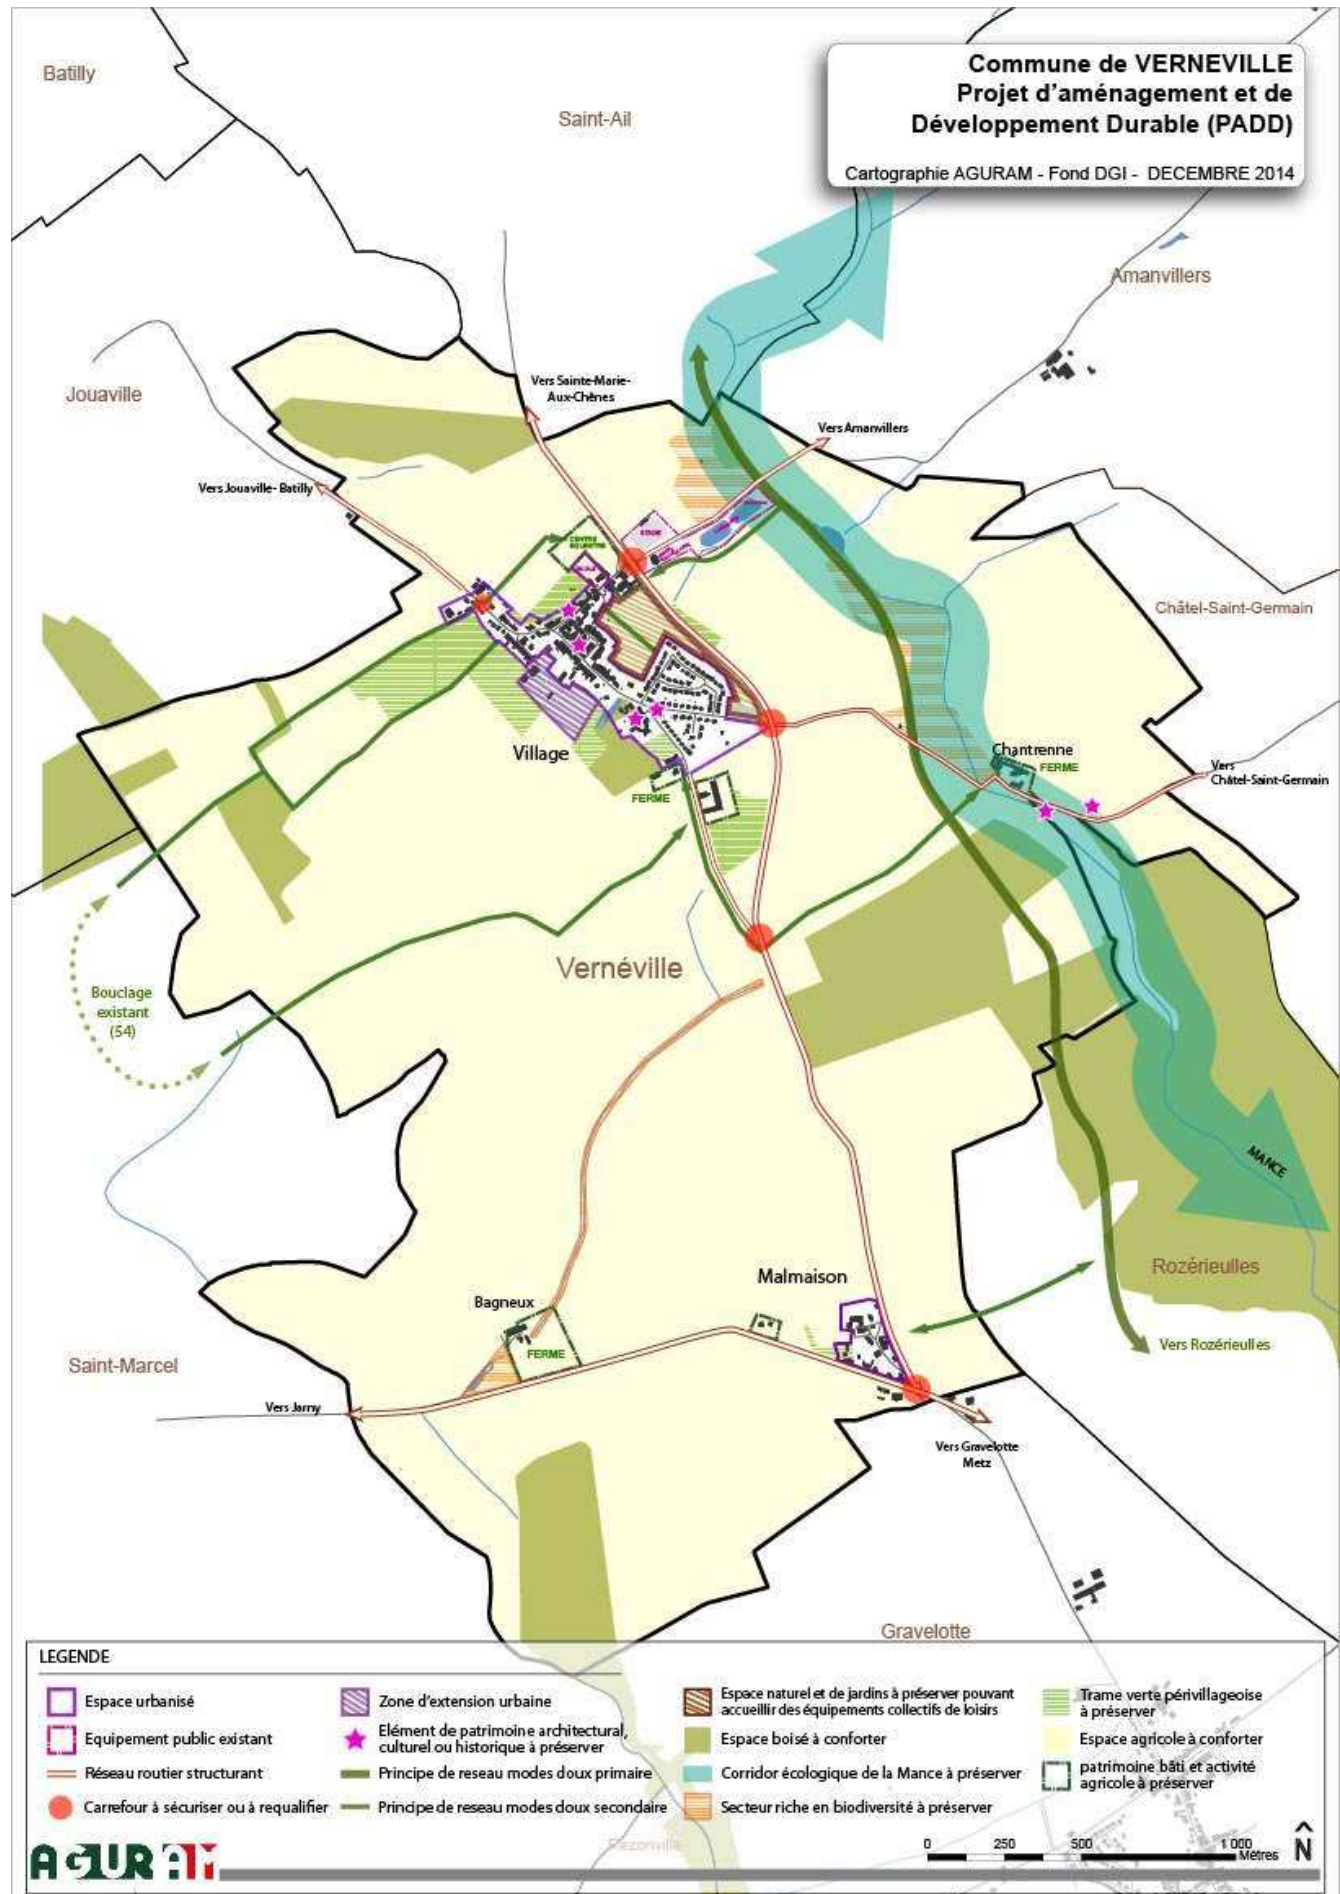 Commune de VERNEVILLE
Projet d'aménagement et de
Développement Durable (PADD)
Cartographie AGURAM - Fond DGI - DECEMBRE 2014
Batilly
Saint-Ail
Amanvillers
Jouaville
Vers Sainte-Marie-
Aux-Chênes
Vers Amanvillers
Vers Jouaville- Batilly
STADE
CENTRE
EQUESTRE
Châtel-Saint-Germain
Village
Chantrenne
FERME
Vers
Châtel-Saint-Germain
FERME
Vernéville
Bouclage
existant
(54)
MANCE
Malmaison
Rozérieulles
Bagneux
FERME
Vers Rozérieulles
Saint-Marcel
Vers Jarny
Vers Gravelotte
Metz
Gravelotte
LEGENDE
Espace urbanisé
Equipement public existant
Réseau routier structurant
Carrefour à sécuriser ou à requalifier
Zone d'extension urbaine
Elément de patrimoine architectural,
culturel ou historique à préserver
Principe de reseau modes doux primaire
Principe de reseau modes doux secondaire
Espace naturel et de jardins à préserver pouvant
accueillir des équipements collectifs de loisirs
Espace boisé à conforter
Corridor écologique de la Mance à préserver
Secteur riche en biodiversité à préserver
Trame verte périvillageoise
à préserver
Espace agricole à conforter
patrimoine bâti et activité
agricole à préserver
Rezonville
AGURAM
0 250 500 1 000
Mètres
N